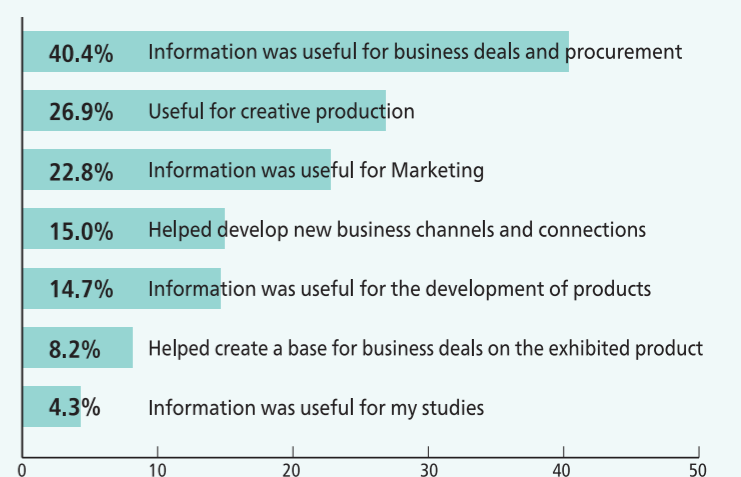 40.4% Information was useful for business deals and procurement
26.9% Useful for creative production
22.8% Information was useful for Marketing
15.0% Helped develop new business channels and connections
14.7% Information was useful for the development of products
8.2% Helped create a base for business deals on the exhibited product
4.3% Information was useful for my studies
0 10 20 30 40 50